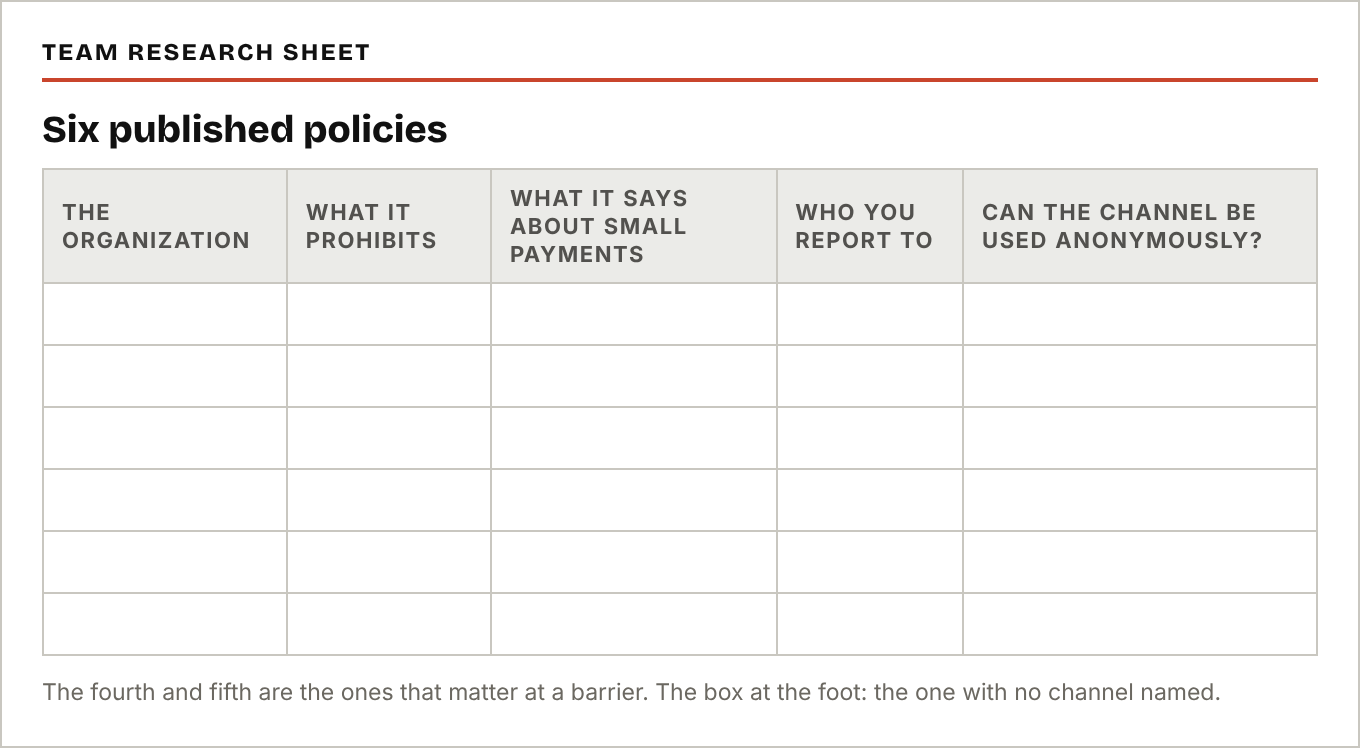 TEAM RESEARCH SHEET
Six published policies
THE
ORGANIZATION
WHAT IT
PROHIBITS
WHAT IT SAYS
ABOUT SMALL
PAYMENTS
WHO YOU
REPORT TO
CAN THE CHANNEL BE
USED ANONYMOUSLY?
The fourth and fifth are the ones that matter at a barrier. The box at the foot: the one with no channel named.